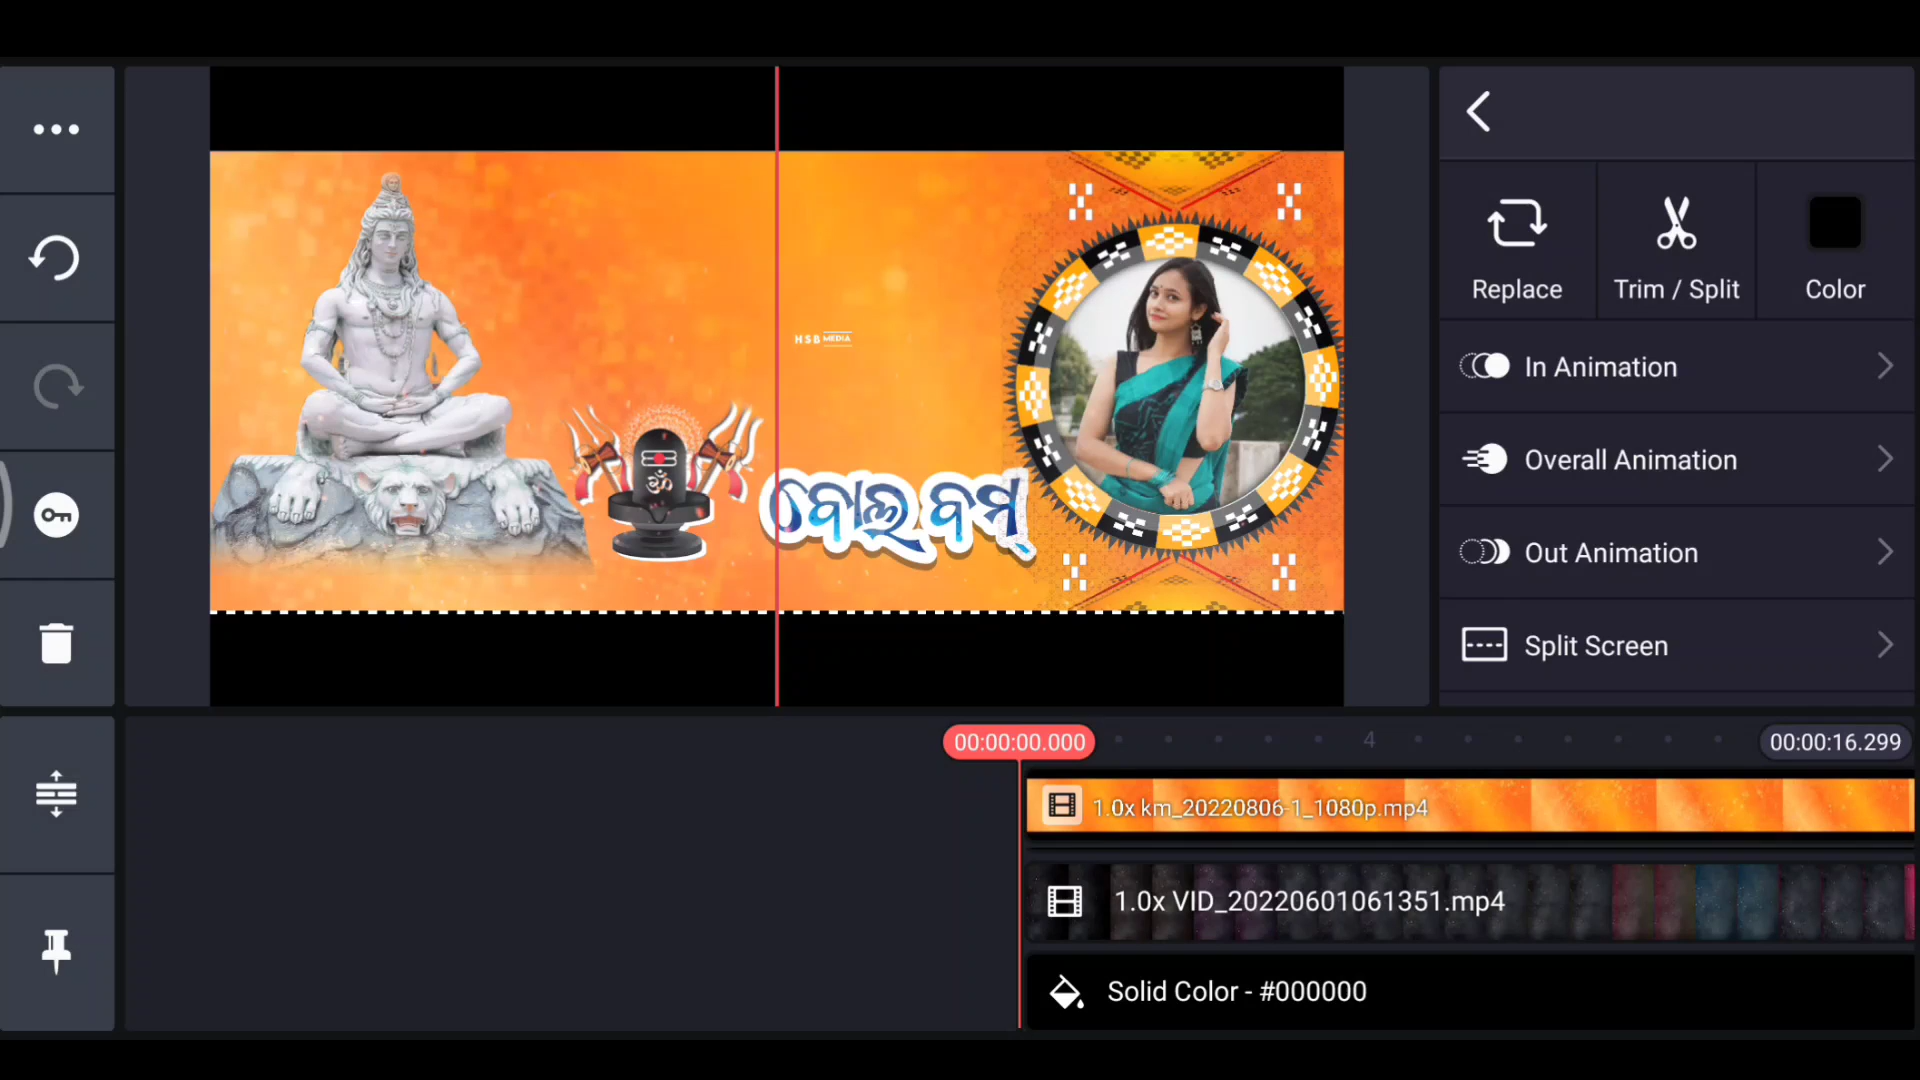 Replace
Trim / Split
Color
In Animation
Overall Animation
Out Animation
Split Screen
HSB MEDIA
ବୋଲ ବମ୍
00:00:00.000
4
00:00:16.299
1.0x km_20220806-1_1080p.mp4
1.0x VID_20220601061351.mp4
Solid Color - #000000